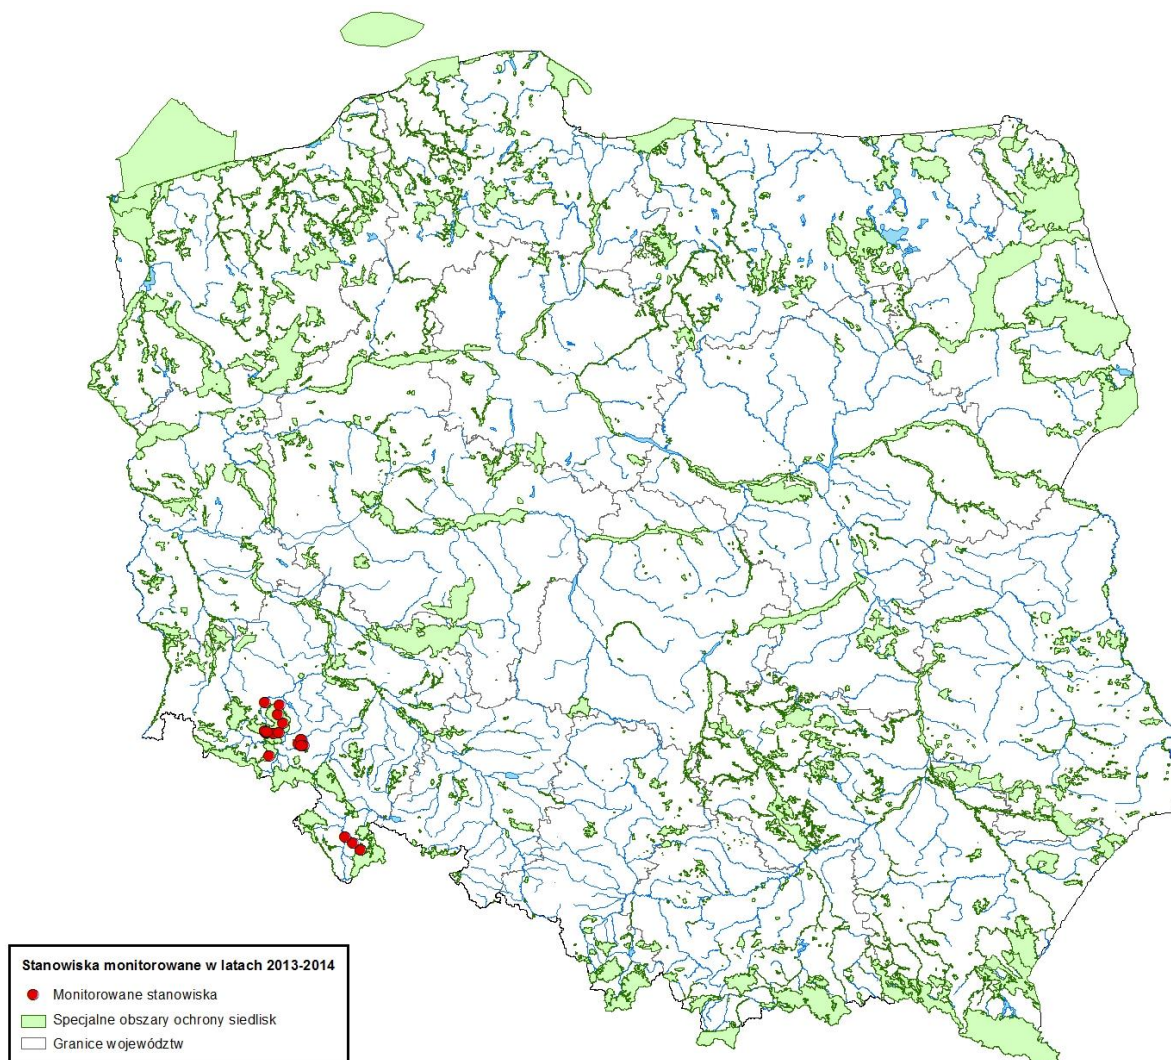 Stanowiska monitorowane w latach 2013-2014
Monitorowane stanowiska
Specjalne obszary ochrony siedlisk
Granice województw